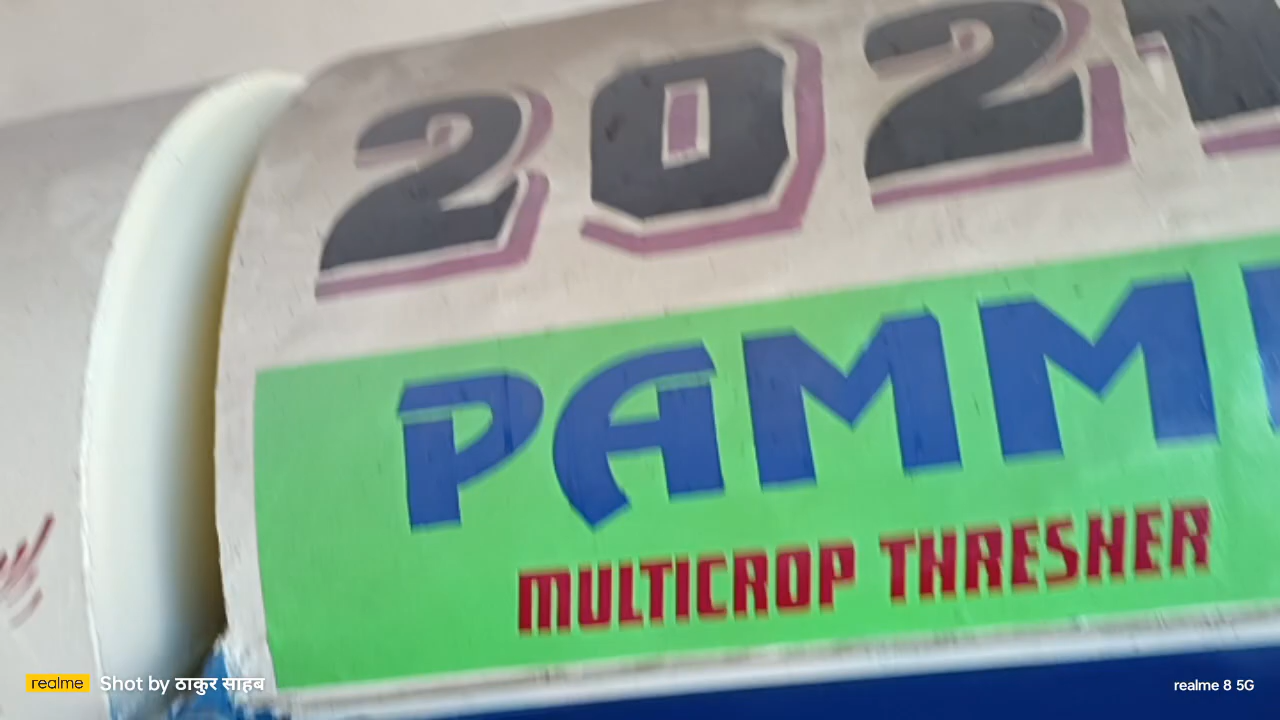 202
PAMM
MULTICROP THRESHER
realme Shot by ठाकुर साहब
realme 8 5G